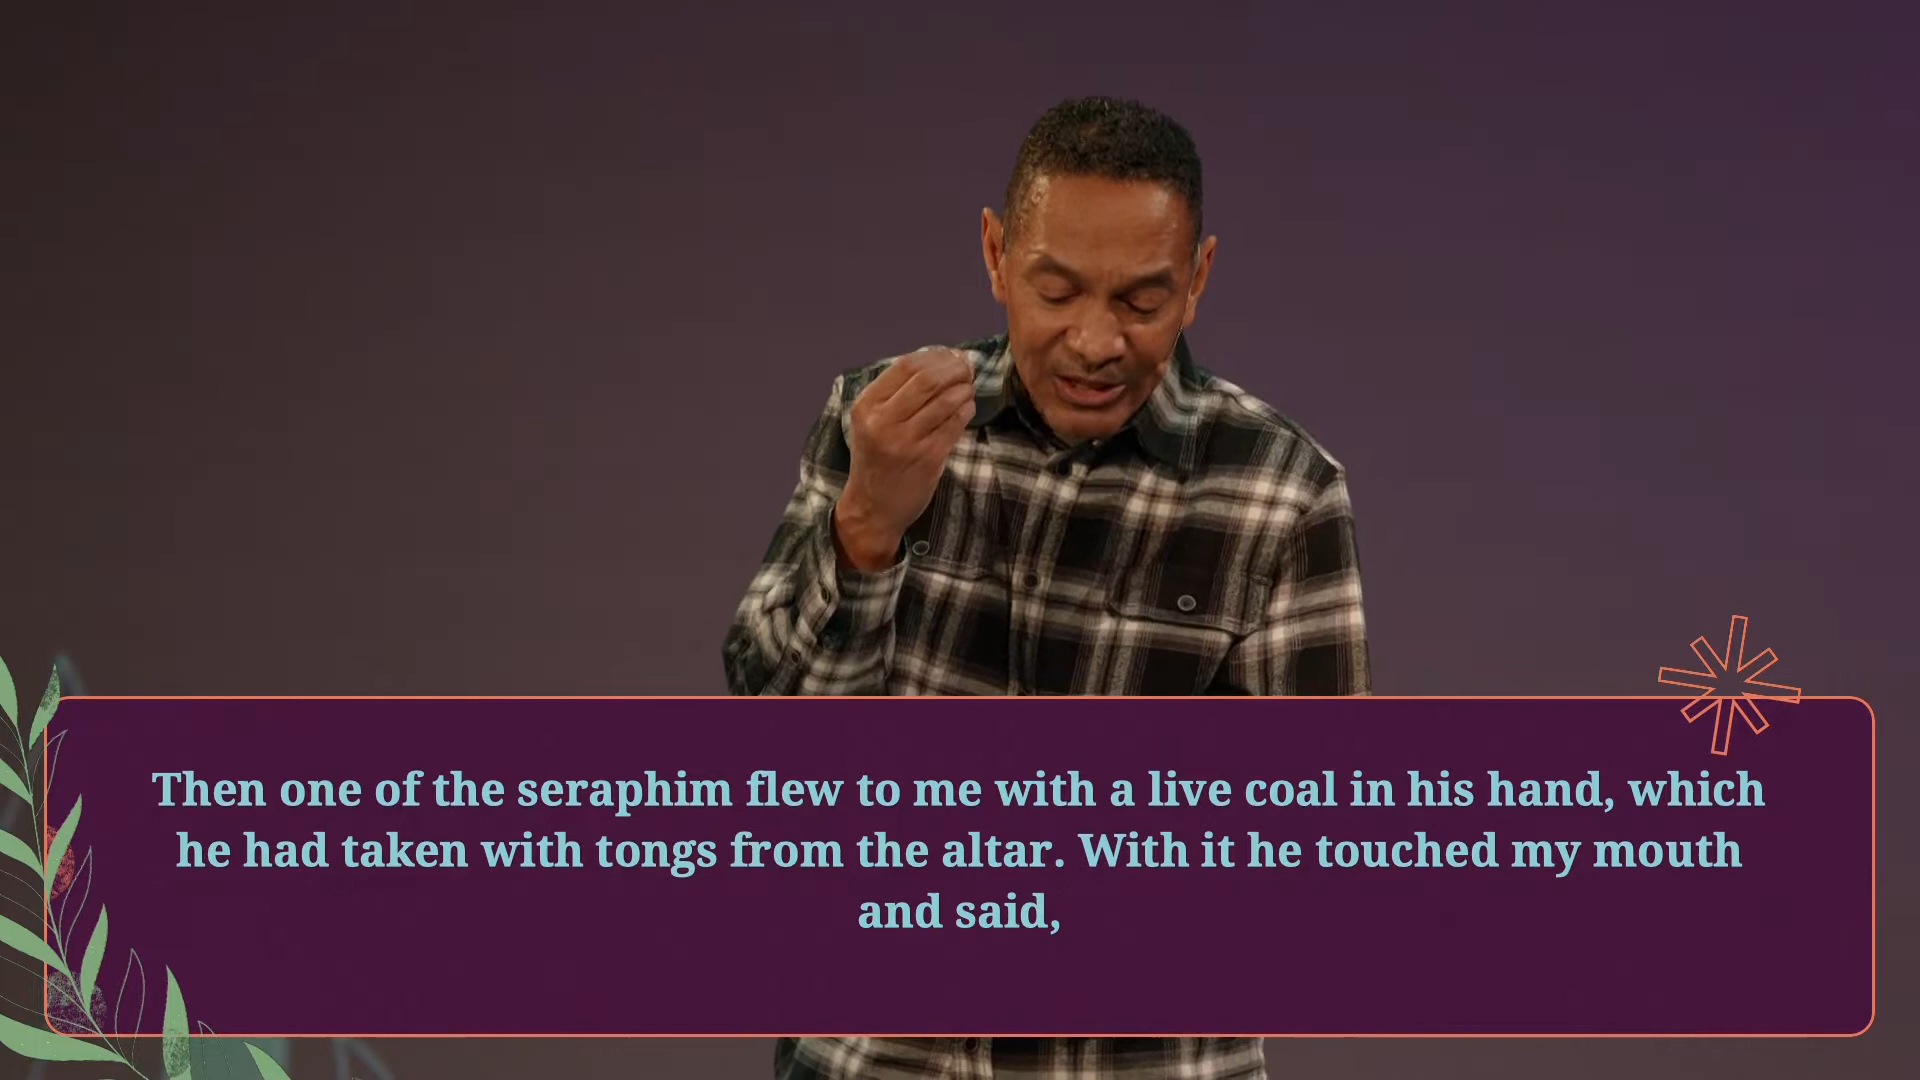 Then one of the seraphim flew to me with a live coal in his hand, which
he had taken with tongs from the altar. With it he touched my mouth
and said,